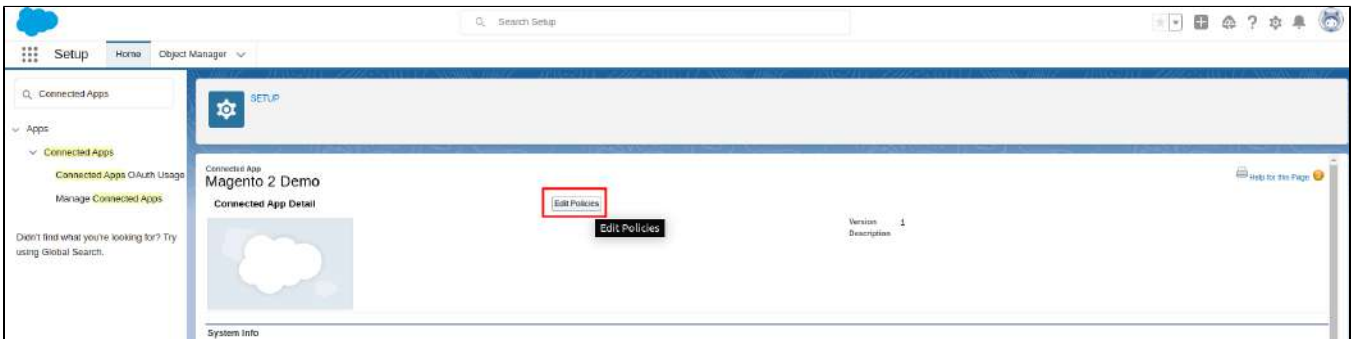 Search Setup
Setup Home Object Manager
Connected Apps
SETUP
Apps
Connected Apps
Connected Apps OAuth Usage
Manage Connected Apps
Didn't find what you're looking for? Try
using Global Search.
Connected App
Magento 2 Demo
Help for this Page
Connected App Detail
Edit Policies
Edit Policies
Version 1
Description
System Info